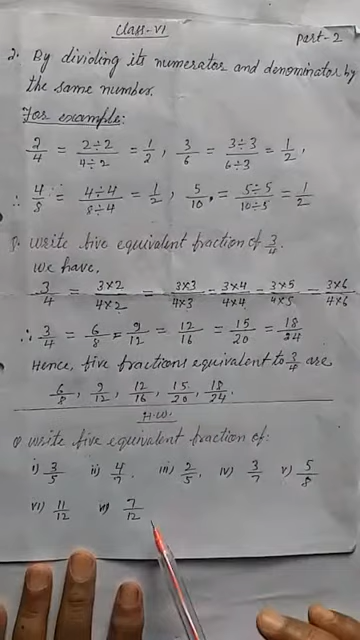 Class-VI Part-2
2. By dividing its numerator and denominator by
the same number.
For example:
2/4 = 2÷2/4÷2 = 1/2, 3/6 = 3÷3/6÷3 = 1/2,
∴ 4/8 = 4÷4/8÷4 = 1/2, 5/10 = 5÷5/10÷5 = 1/2
Q. Write five equivalent fraction of 3/4.
We have,
3/4 = 3×2/4×2 = 3×3/4×3 = 3×4/4×4 = 3×5/4×5 = 3×6/4×6
∴ 3/4 = 6/8 = 9/12 = 12/16 = 15/20 = 18/24
Hence, five fractions equivalent to 3/4 are
6/8, 9/12, 12/16, 15/20, 18/24.
H.W.
Q Write five equivalent fraction of:
i) 3/5 ii) 4/7. iii) 2/5, iv) 3/7 v) 5/8
vi) 11/12 7/12